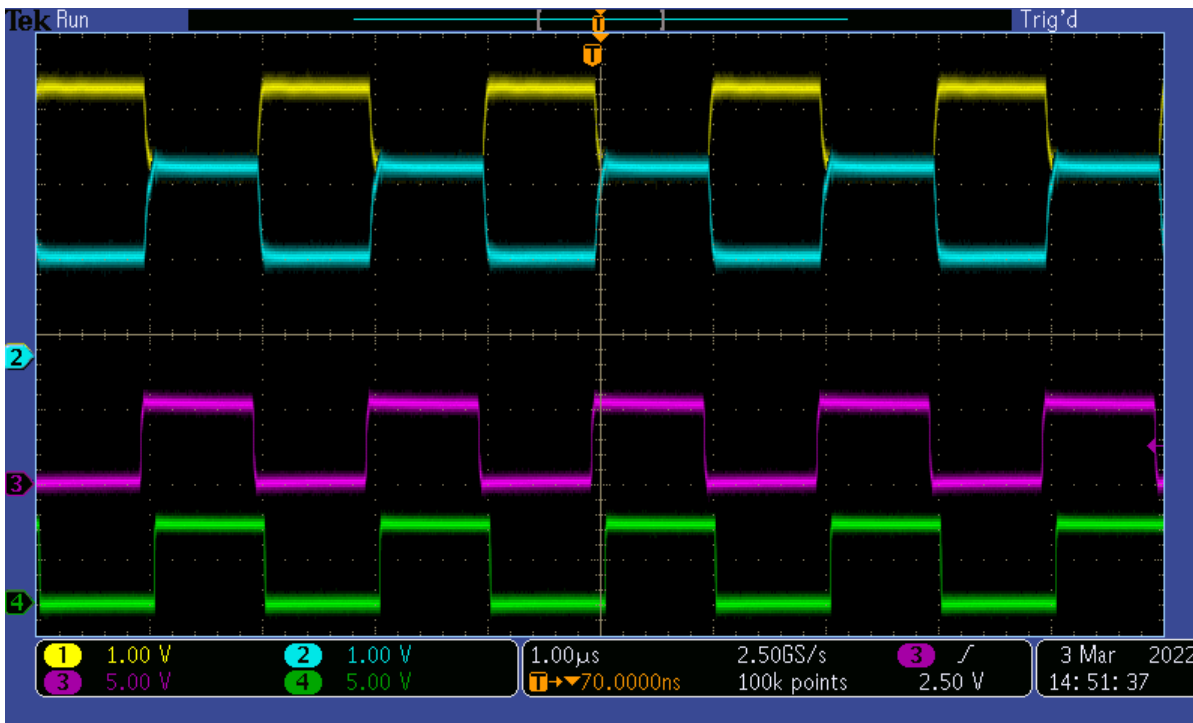 Tek Run Trig'd
T
T
2
3
4
1 1.00 V 2 1.00 V 1.00µs 2.50GS/s 3 3 Mar 2022
3 5.00 V 4 5.00 V T→▼70.0000ns 100k points 2.50 V 14:51:37